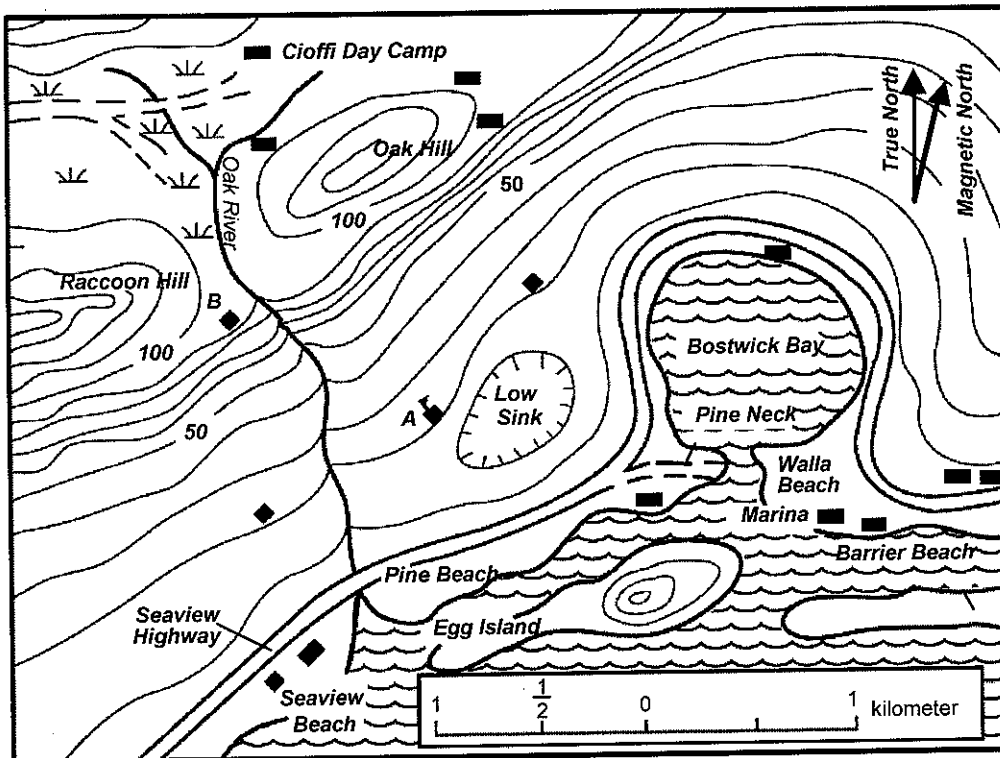 Cioffi Day Camp
True North
Magnetic North
Oak Hill
50
Oak River
100
Raccoon Hill
B
100
Bostwick Bay
Low
Sink
A
Pine Neck
50
Walla
Beach
Marina
Barrier Beach
Pine Beach
Seaview
Highway
Egg Island
Seaview
Beach
1
1
2
0
1
kilometer